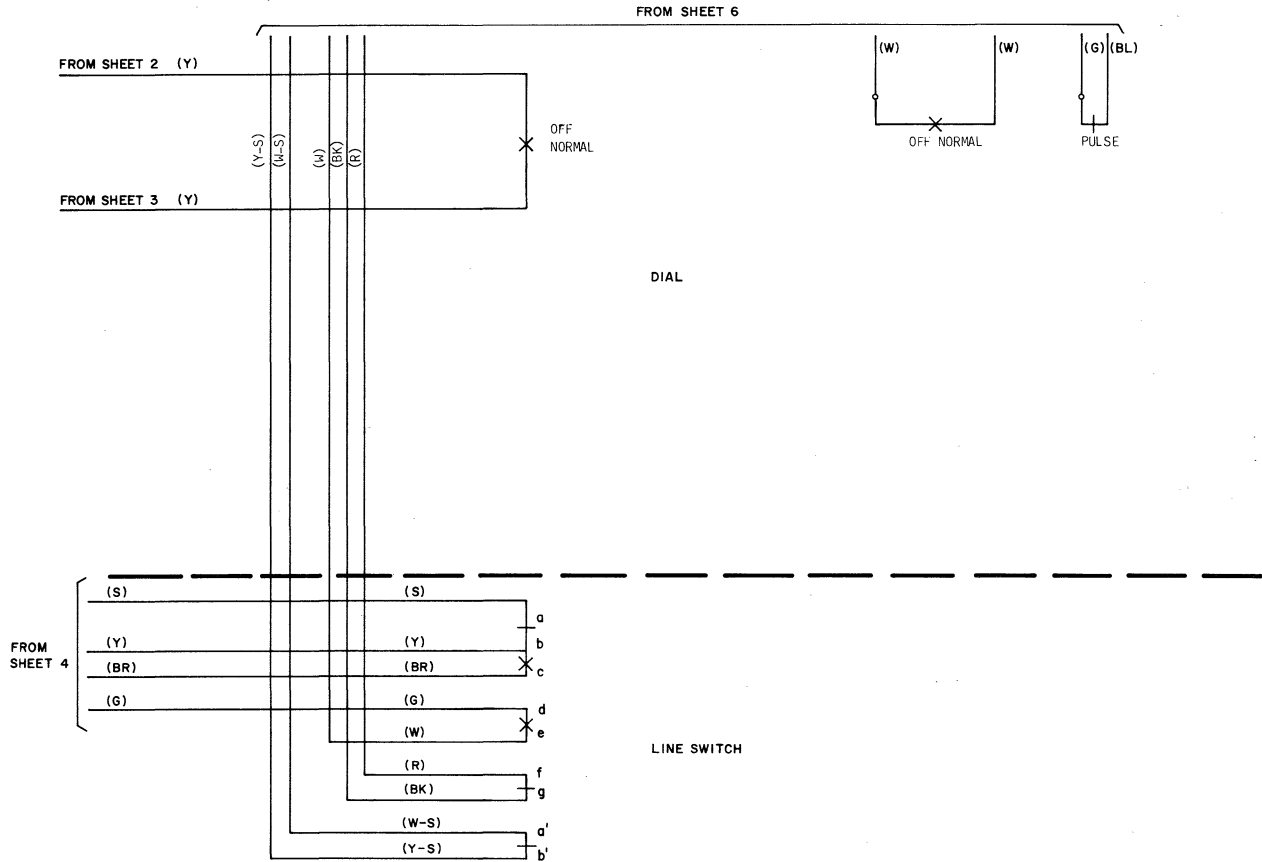 FROM SHEET 6
(W) (W) (G) (BL)
FROM SHEET 2 (Y)
OFF
NORMAL
OFF NORMAL
PULSE
(Y-S)
(W-S)
(W)
(BK)
(R)
FROM SHEET 3 (Y)
DIAL
(S) (S)
a
(Y) (Y) b
FROM
SHEET 4
(BR) (BR) c
(G) (G) d
(W) e
LINE SWITCH
(R) f
(BK) g
(W-S) a'
(Y-S) b'